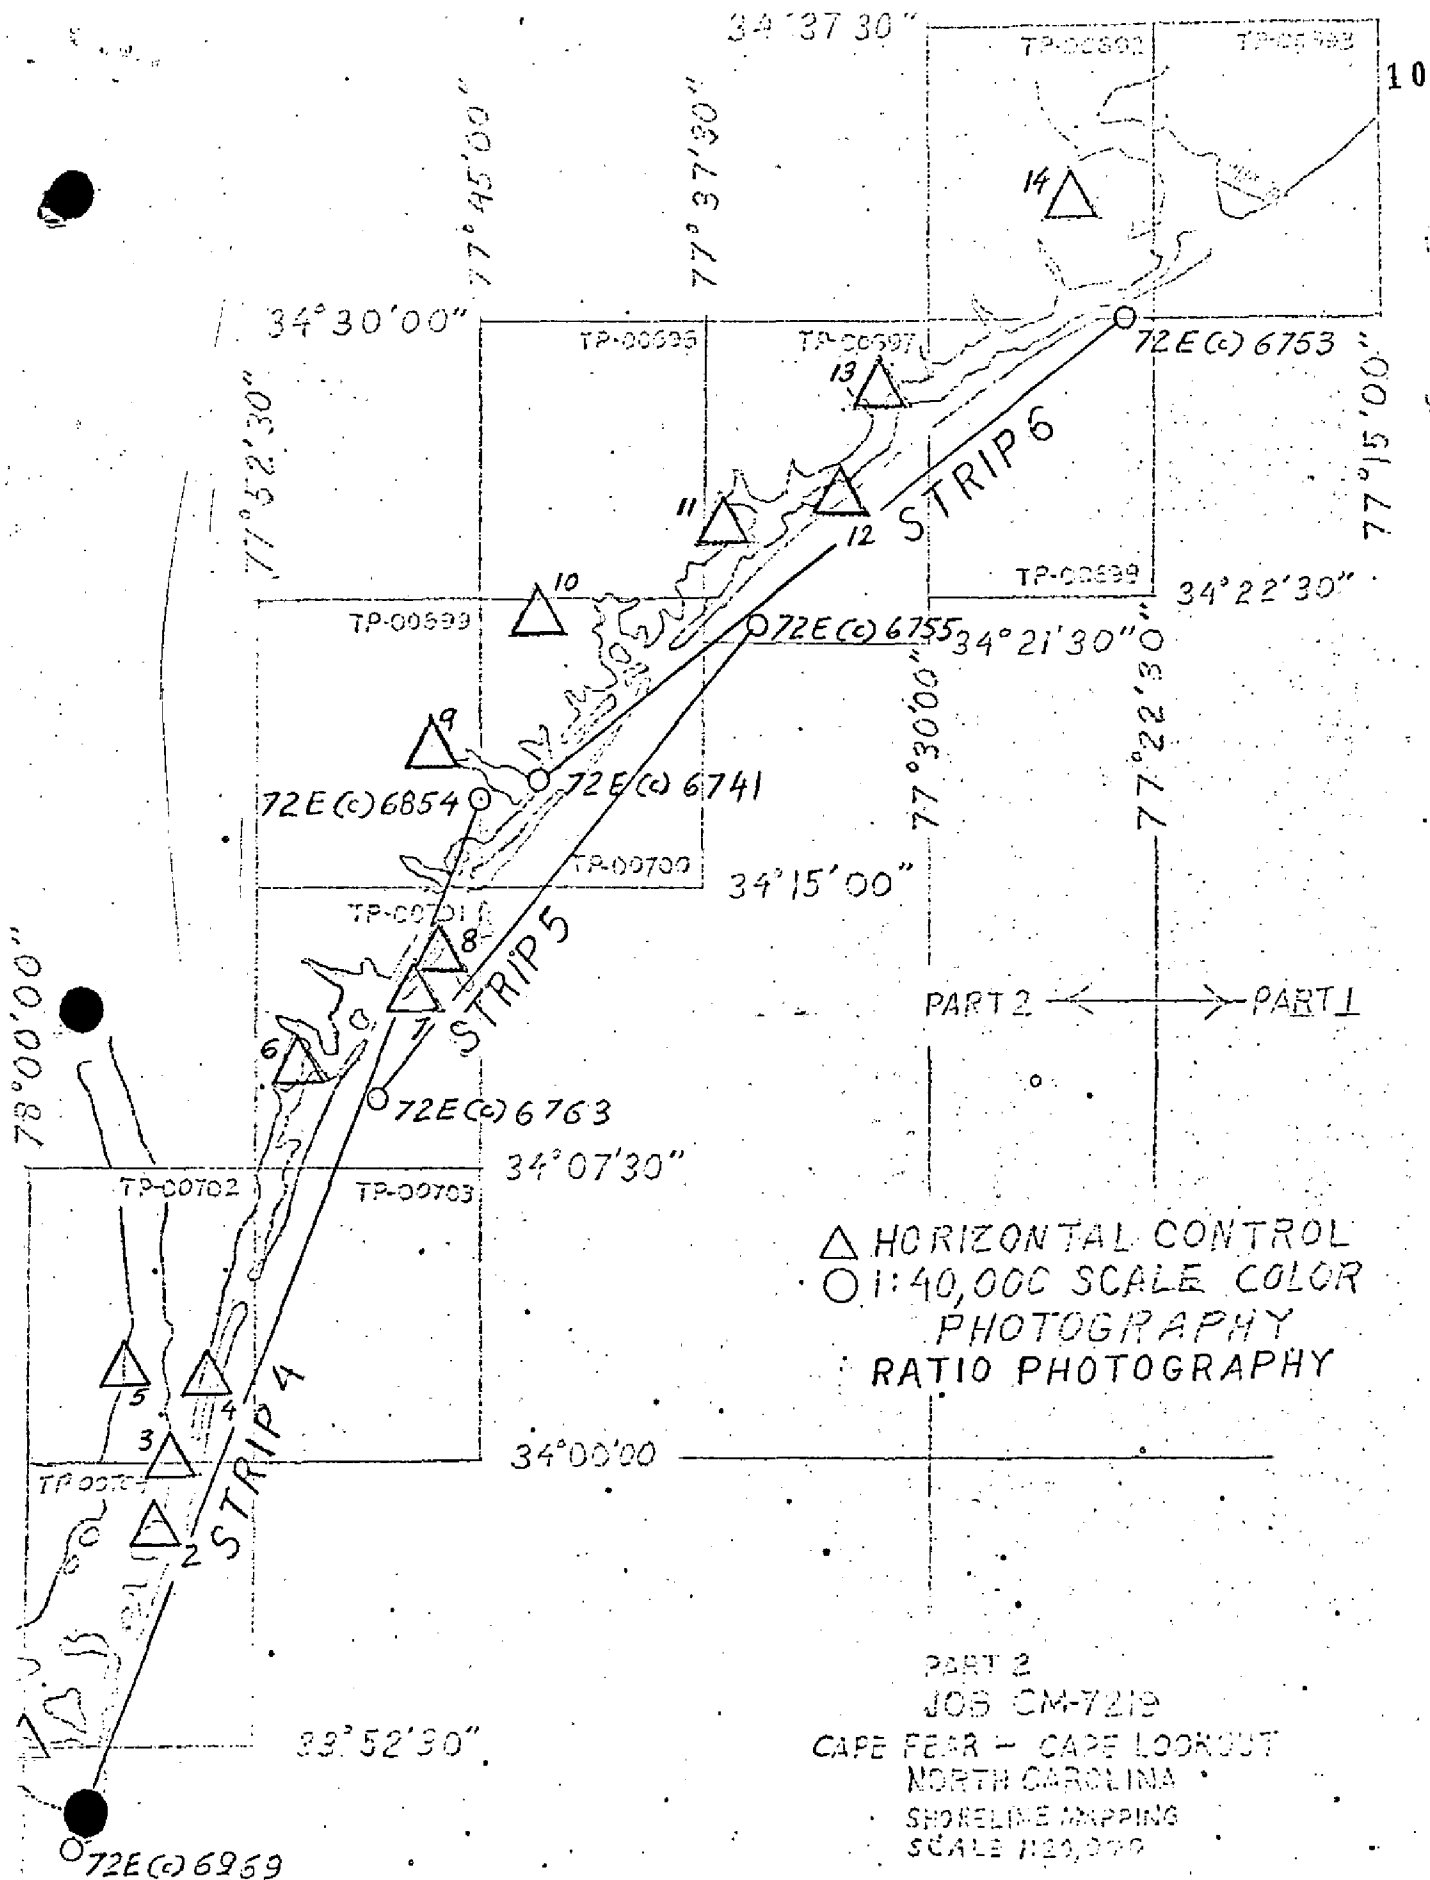 34°37'30"
10
77°45'00"
77°37'30"
14
34°30'00"
TP-00697
72E(c)6753
13
77°52'30"
77°15'00"
STRIP 6
11
12
10
TP-00699
34°22'30"
72E(c)6755
34°21'30"
77°30'00"
77°22'30"
9
72E(c)6854
72E(c)6741
TP-00700
34°15'00"
TP-00701
8
STRIP 5
7
78°00'00"
PART 2
PART 1
6
72E(c)6763
34°07'30"
TP-00702
TP-00703
HORIZONTAL CONTROL
1:40,000 SCALE COLOR
PHOTOGRAPHY
RATIO PHOTOGRAPHY
5
4
3
STRIP 4
34°00'00
2
PART 2
JOB CM-7219
33°52'30"
CAPE FEAR - CAPE LOOKOUT
NORTH CAROLINA
SHORELINE MAPPING
SCALE 1:20,000
72E(c)6969